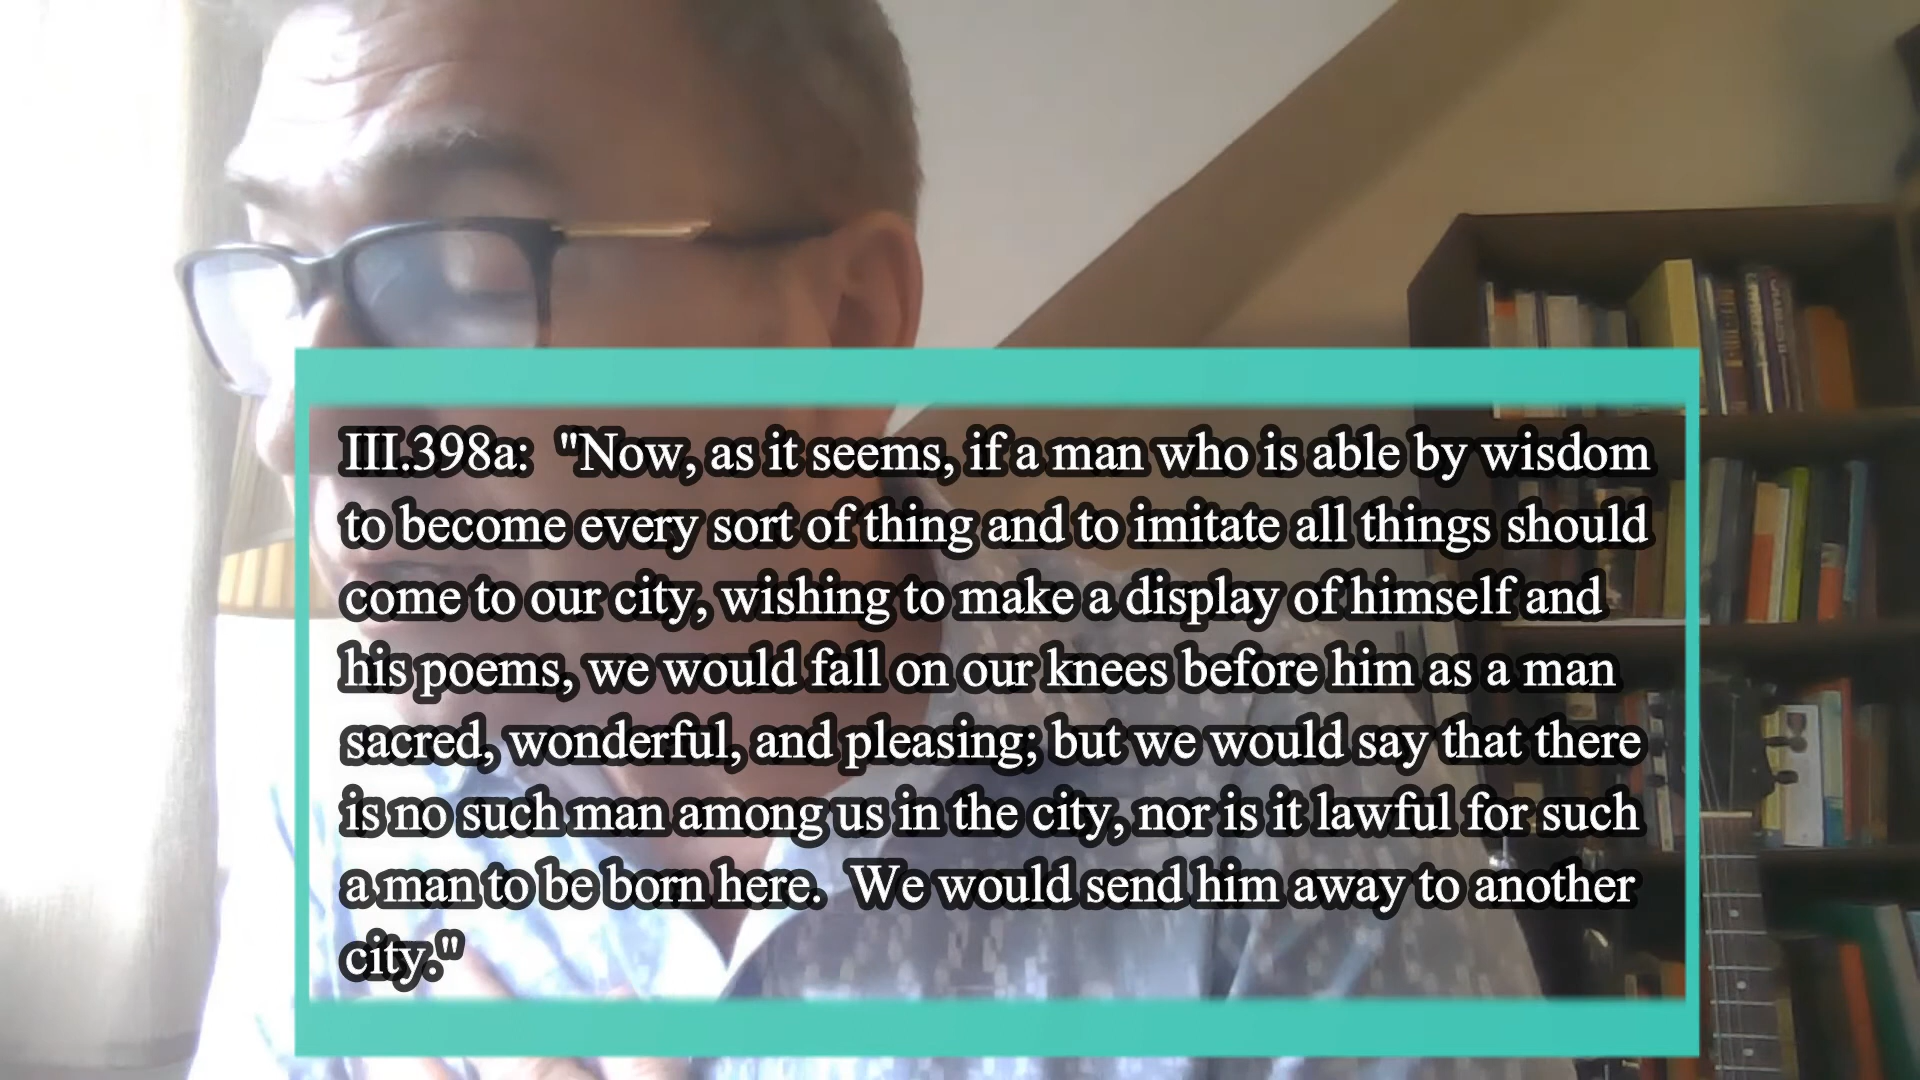 III.398a:  "Now, as it seems, if a man who is able by wisdom
to become every sort of thing and to imitate all things should
come to our city, wishing to make a display of himself and
his poems, we would fall on our knees before him as a man
sacred, wonderful, and pleasing; but we would say that there
is no such man among us in the city, nor is it lawful for such
a man to be born here.  We would send him away to another
city."